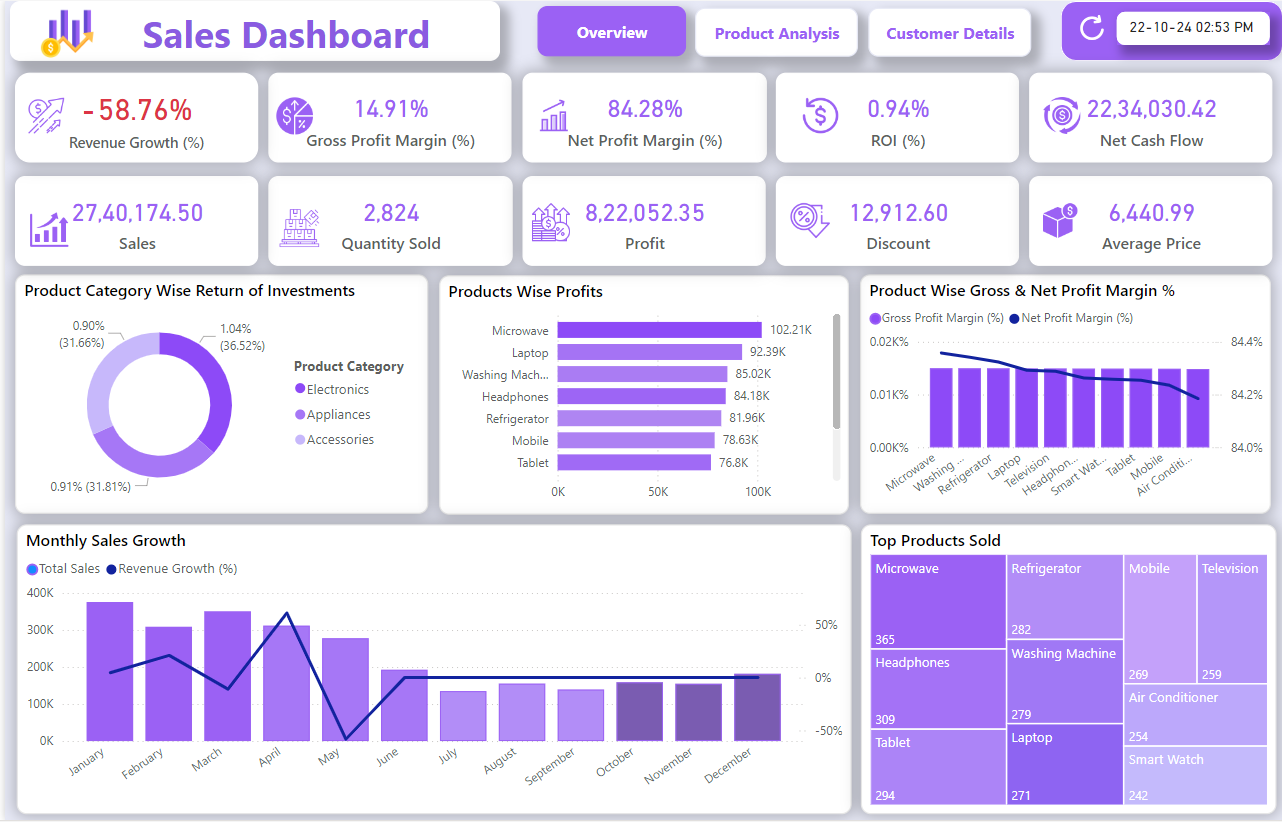 Sales Dashboard
Overview
Product Analysis
Customer Details
22-10-24 02:53 PM
-58.76%
Revenue Growth (%)
14.91%
Gross Profit Margin (%)
84.28%
Net Profit Margin (%)
0.94%
ROI (%)
22,34,030.42
Net Cash Flow
27,40,174.50
Sales
2,824
Quantity Sold
8,22,052.35
Profit
12,912.60
Discount
6,440.99
Average Price
Product Category Wise Return of Investments
0.90%
(31.66%)
1.04%
(36.52%)
0.91% (31.81%)
Product Category
Electronics
Appliances
Accessories
Products Wise Profits
Microwave 102.21K
Laptop 92.39K
Washing Mach... 85.02K
Headphones 84.18K
Refrigerator 81.96K
Mobile 78.63K
Tablet 76.8K
0K 50K 100K
Product Wise Gross & Net Profit Margin %
Gross Profit Margin (%) Net Profit Margin (%)
0.02K% 84.4%
0.01K% 84.2%
0.00K% 84.0%
Microwave
Washing ...
Refrigerator
Laptop
Television
Headphon...
Smart Wat...
Tablet
Mobile
Air Conditi...
Monthly Sales Growth
Total Sales Revenue Growth (%)
400K
300K 50%
200K 0%
100K -50%
0K
January
February
March
April
May
June
July
August
September
October
November
December
Top Products Sold
Microwave
365
Headphones
309
Tablet
294
Refrigerator
282
Washing Machine
279
Laptop
271
Mobile
269
Television
259
Air Conditioner
254
Smart Watch
242